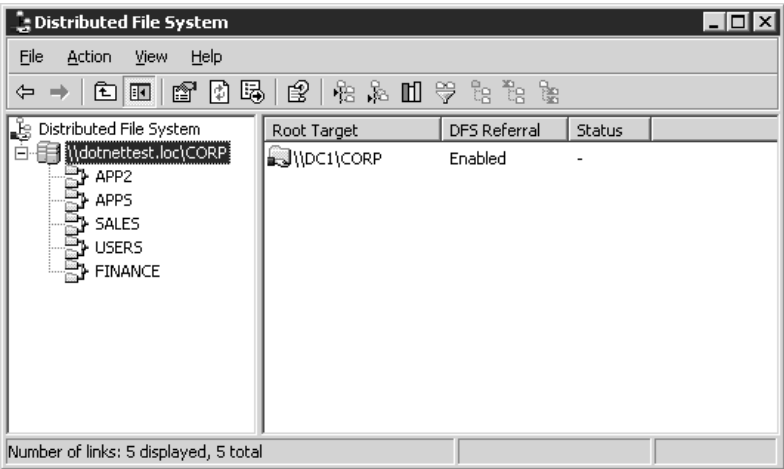 Distributed File System
File Action View Help
Distributed File System
\\dotnettest.loc\CORP
APP2
APPS
SALES
USERS
FINANCE
Root Target DFS Referral Status
\\DC1\CORP Enabled -
Number of links: 5 displayed, 5 total